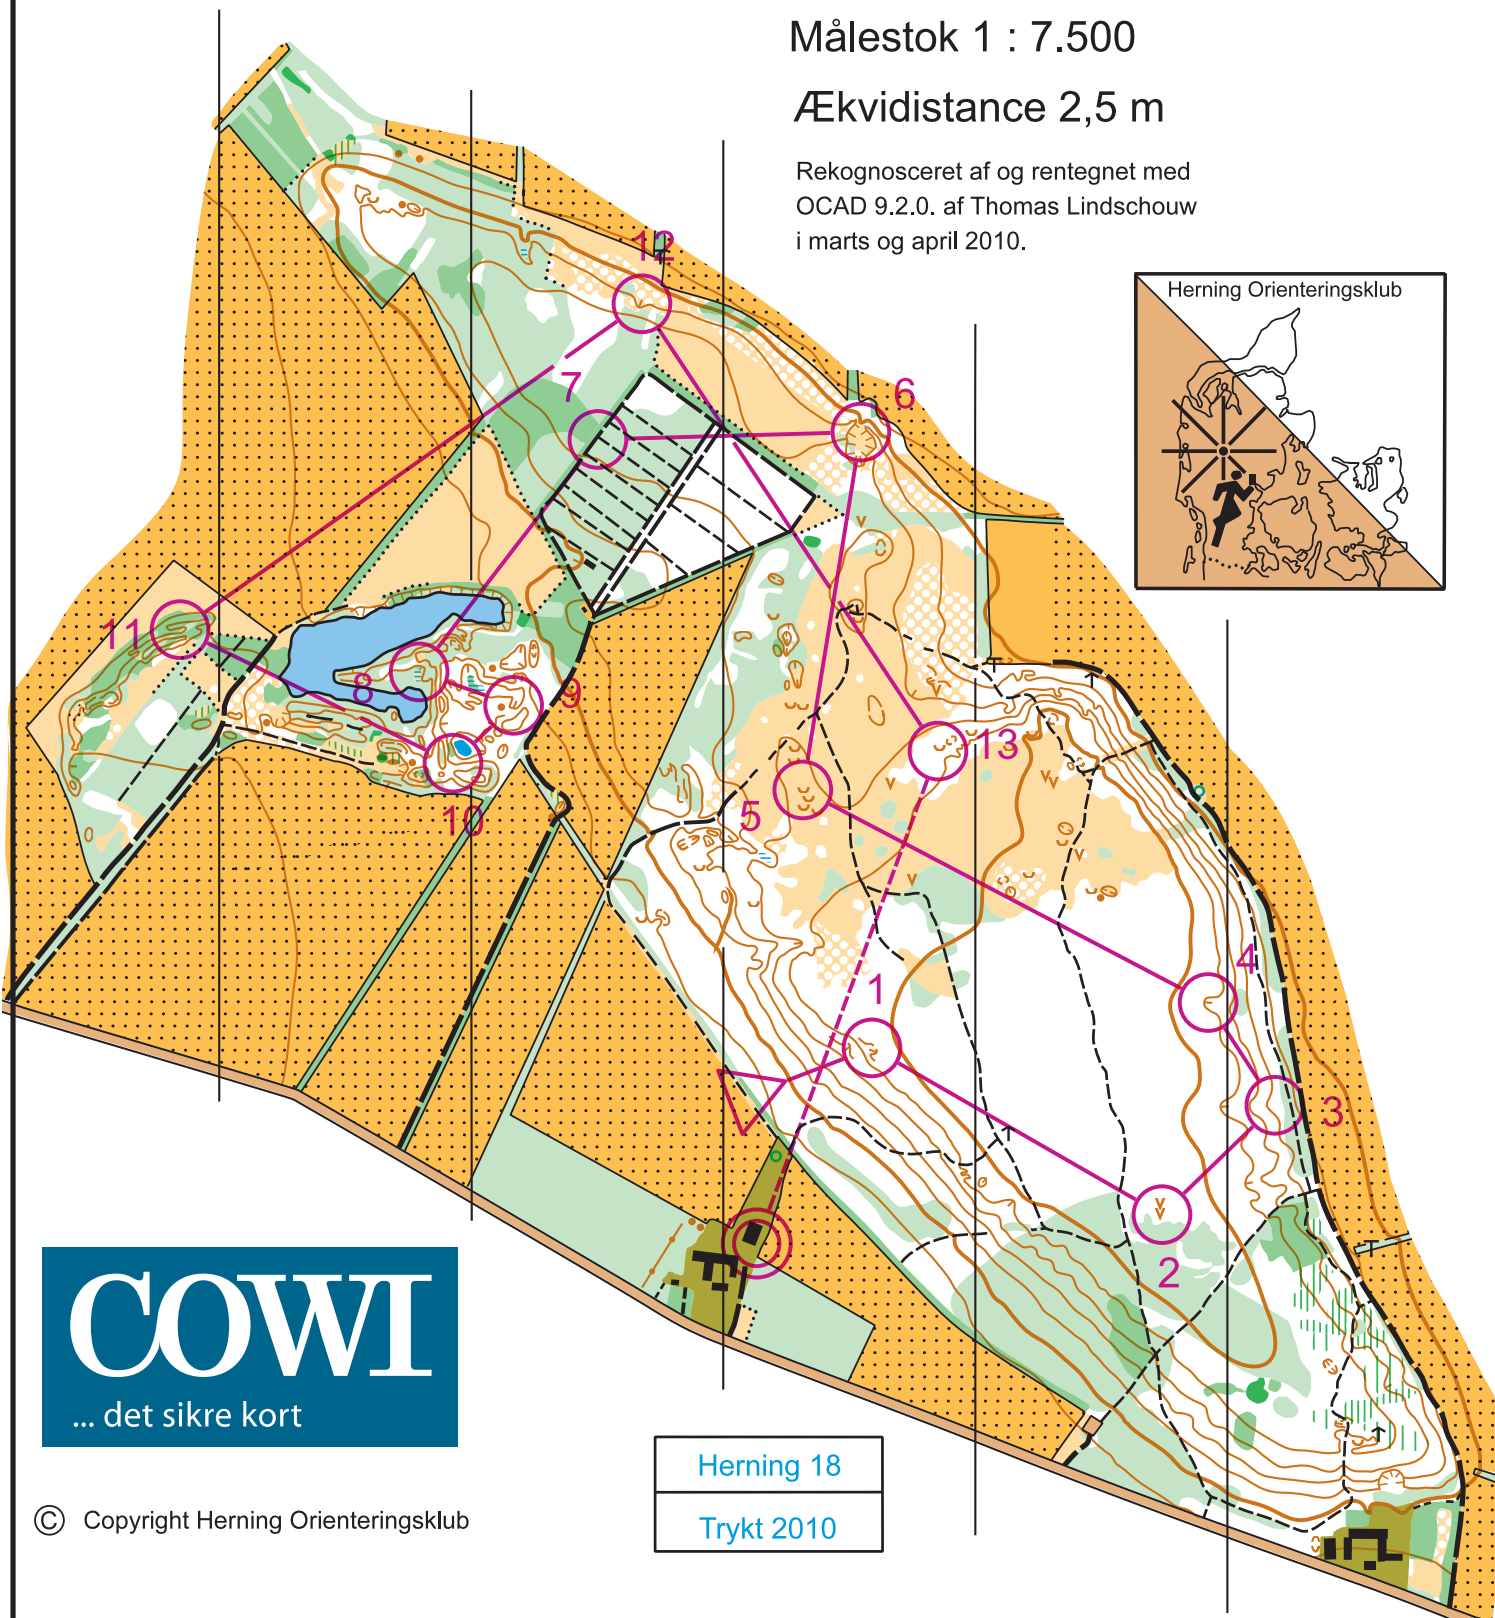 Målestok 1 : 7.500
Ækvidistance 2,5 m
Rekognosceret af og rentegnet med
OCAD 9.2.0. af Thomas Lindschouw
i marts og april 2010.
Herning Orienteringsklub
12
7
6
11
8
9
13
5
10
1
4
3
2
COWI
... det sikre kort
Herning 18
Trykt 2010
© Copyright Herning Orienteringsklub